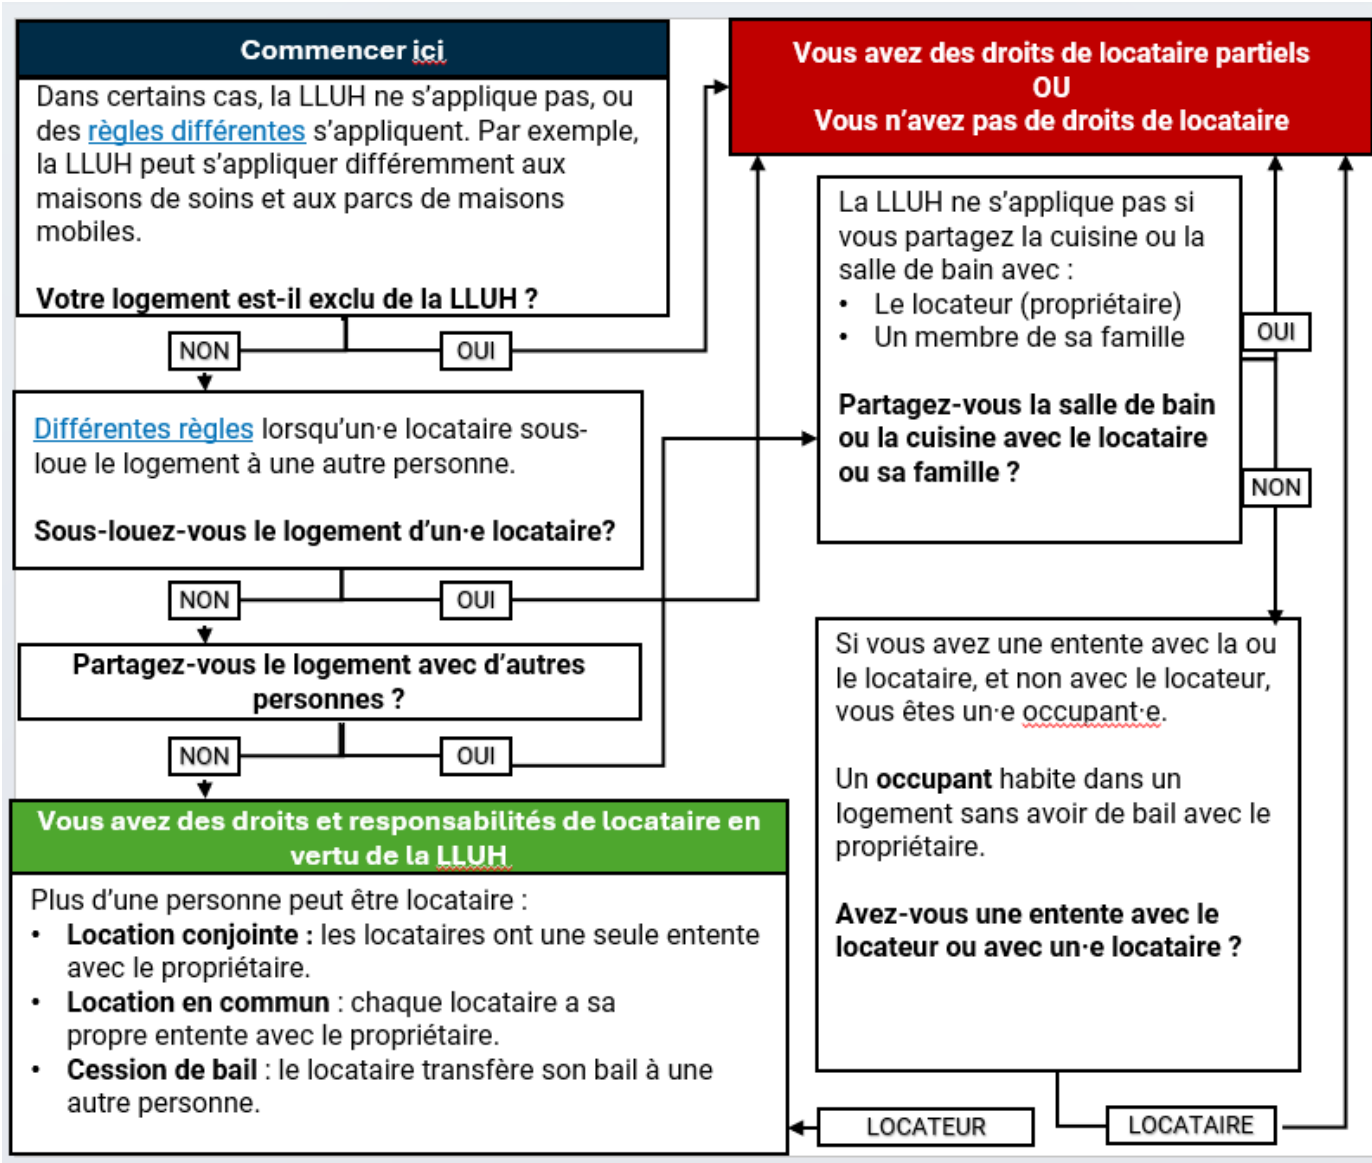 Commencer ici
Dans certains cas, la LLUH ne s’applique pas, ou
des règles différentes s’appliquent. Par exemple,
la LLUH peut s’appliquer différemment aux
maisons de soins et aux parcs de maisons
mobiles.
Votre logement est-il exclu de la LLUH ?
NON
OUI
Différentes règles lorsqu’un·e locataire sous-
loue le logement à une autre personne.
Sous-louez-vous le logement d’un·e locataire?
NON
OUI
Partagez-vous le logement avec d’autres
personnes ?
NON
OUI
Vous avez des droits et responsabilités de locataire en
vertu de la LLUH
Plus d’une personne peut être locataire :
• Location conjointe : les locataires ont une seule entente
avec le propriétaire.
• Location en commun : chaque locataire a sa
propre entente avec le propriétaire.
• Cession de bail : le locataire transfère son bail à une
autre personne.
Vous avez des droits de locataire partiels
OU
Vous n’avez pas de droits de locataire
La LLUH ne s’applique pas si
vous partagez la cuisine ou la
salle de bain avec :
• Le locateur (propriétaire)
• Un membre de sa famille
Partagez-vous la salle de bain
ou la cuisine avec le locataire
ou sa famille ?
OUI
NON
Si vous avez une entente avec la ou
le locataire, et non avec le locateur,
vous êtes un·e occupant·e.
Un occupant habite dans un
logement sans avoir de bail avec le
propriétaire.
Avez-vous une entente avec le
locateur ou avec un·e locataire ?
LOCATEUR
LOCATAIRE